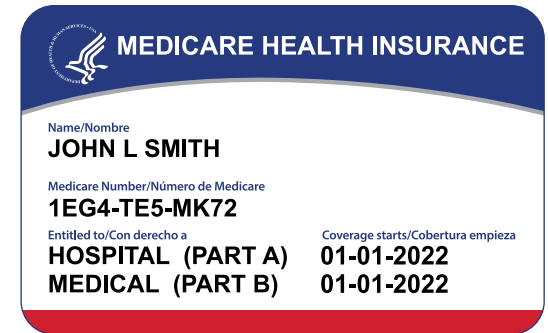 MEDICARE HEALTH INSURANCE
Name/Nombre
JOHN L SMITH
Medicare Number/Número de Medicare
1EG4-TE5-MK72
Entitled to/Con derecho a Coverage starts/Cobertura empieza
HOSPITAL (PART A) 01-01-2022
MEDICAL (PART B) 01-01-2022